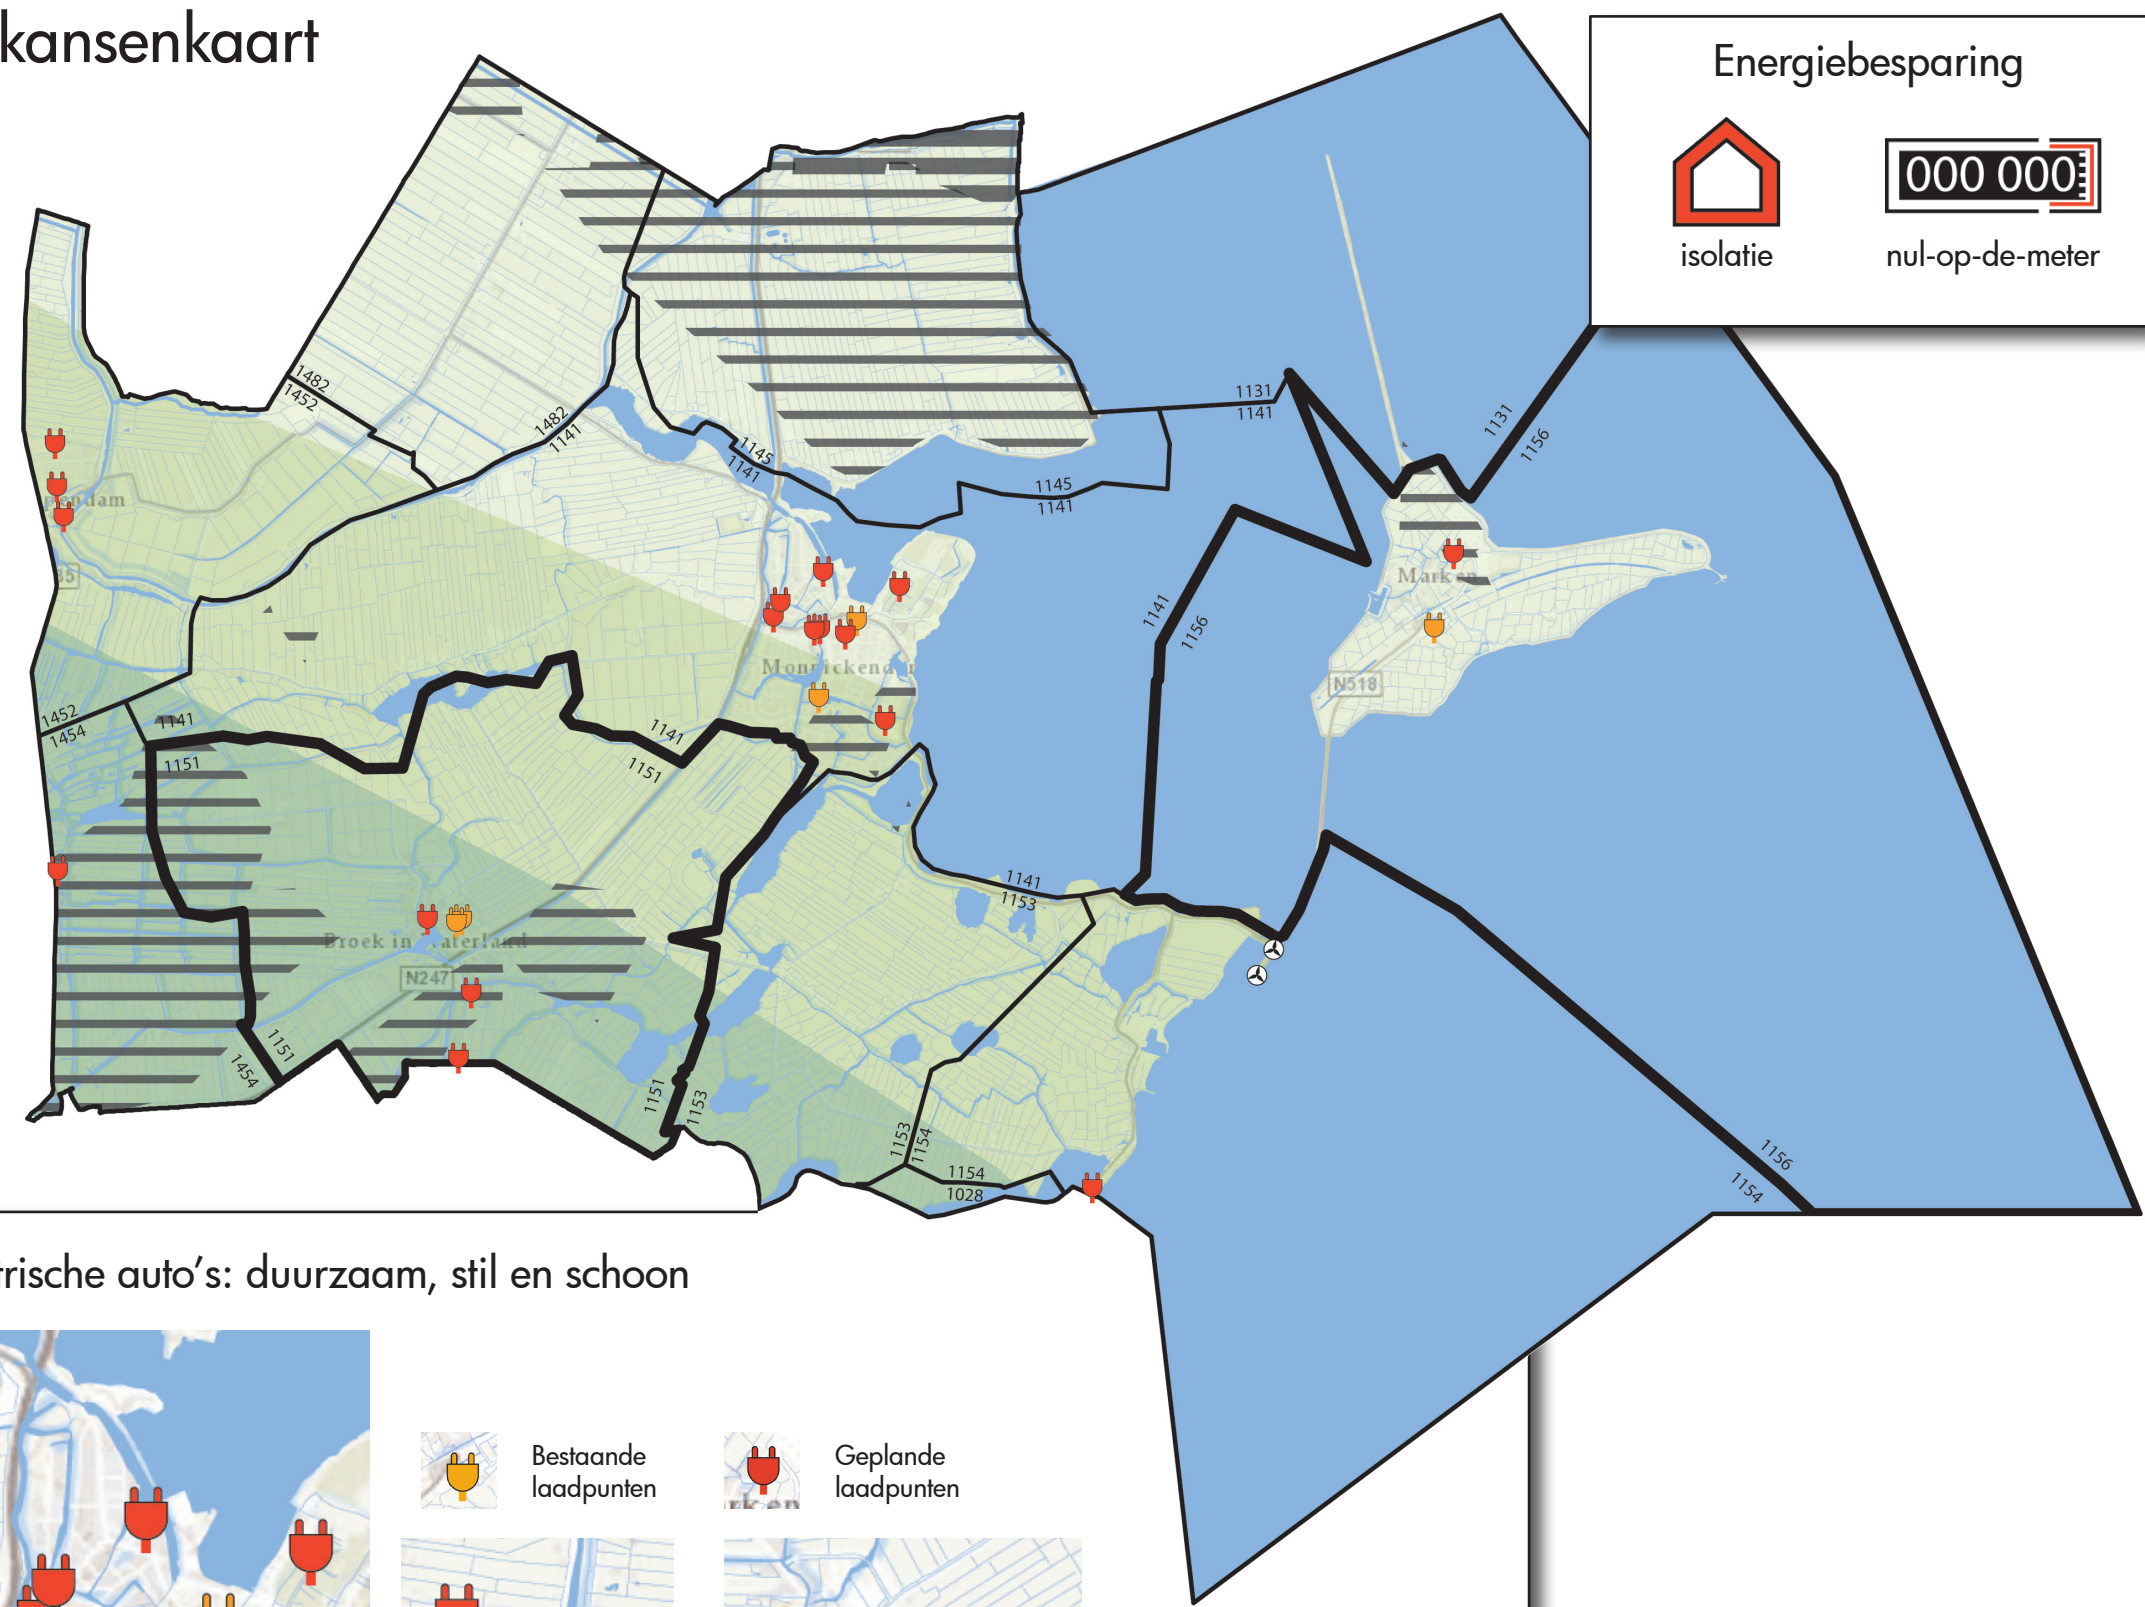 kansenkaart
Energiebesparing
000 000
isolatie
nul-op-de-meter
1482
1452
1482
1141
1145
1141
1145
1141
1131
1141
1131
1156
1141
1156
Marken
N518
1452
1454
1141
1151
1141
1151
Broek in Waterland
N247
1454
1151
1151
1153
1141
1153
1153
1154
1154
1028
1156
1154
trische auto's: duurzaam, stil en schoon
Bestaande
laadpunten
Geplande
laadpunten